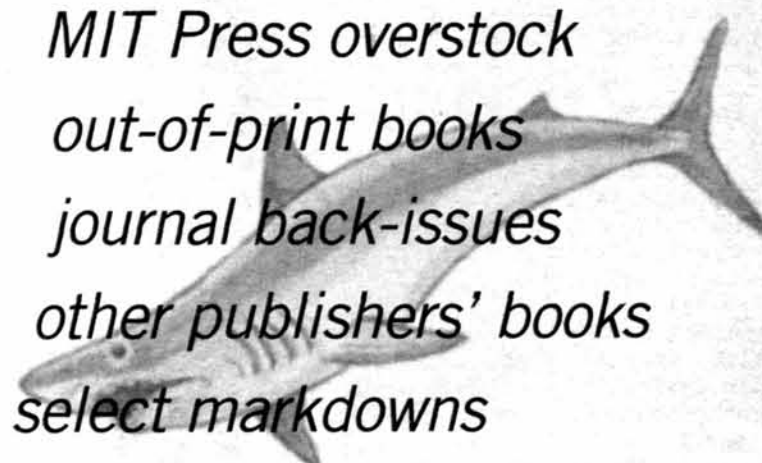 MIT Press overstock
out-of-print books
journal back-issues
other publishers' books
select markdowns